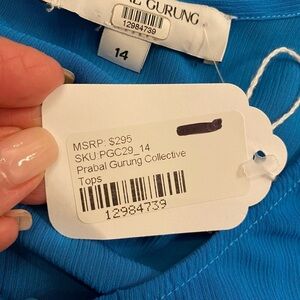 GURUNG
12984739
14
MSRP: $295
SKU:PGC29_14
Prabal Gurung Collective
Tops
12984739